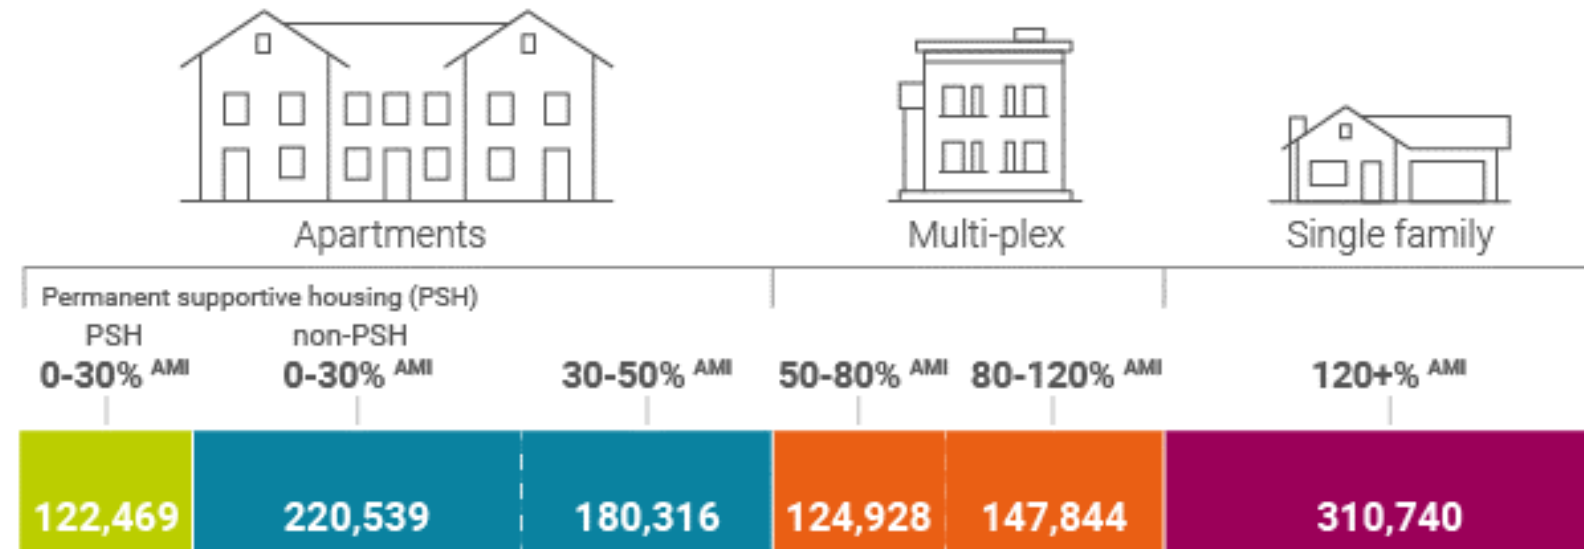 Apartments
Multi-plex
Single family
Permanent supportive housing (PSH)
PSH
0-30% AMI
non-PSH
0-30% AMI
30-50% AMI
50-80% AMI
80-120% AMI
120+% AMI
122,469
220,539
180,316
124,928
147,844
310,740